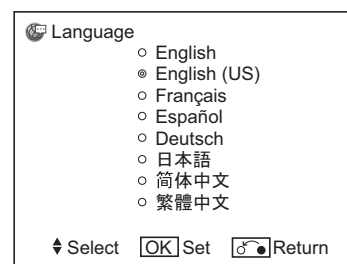 Language
English
English (US)
Français
Español
Deutsch
日本語
简体中文
繁體中文
Select OK Set Return